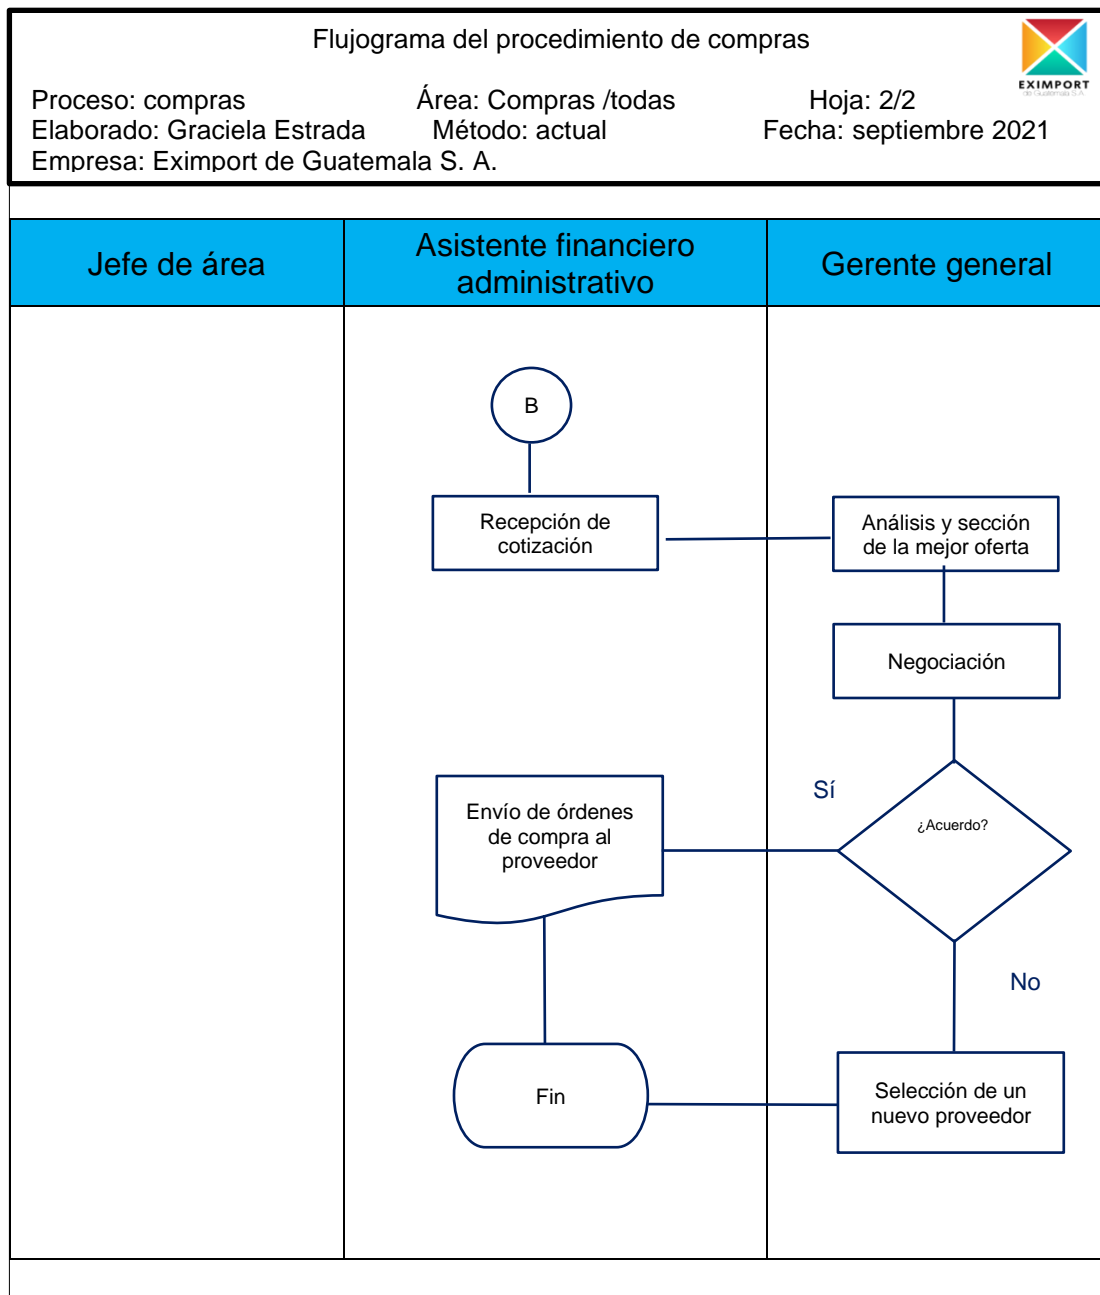 Flujograma del procedimiento de compras
EXIMPORT
de Guatemala S.A.
Proceso: compras Área: Compras /todas Hoja: 2/2
Elaborado: Graciela Estrada Método: actual Fecha: septiembre 2021
Empresa: Eximport de Guatemala S. A.
Jefe de área
Asistente financiero
administrativo
Gerente general
B
Recepción de
cotización
Análisis y sección
de la mejor oferta
Negociación
Sí
¿Acuerdo?
Envío de órdenes
de compra al
proveedor
No
Fin
Selección de un
nuevo proveedor